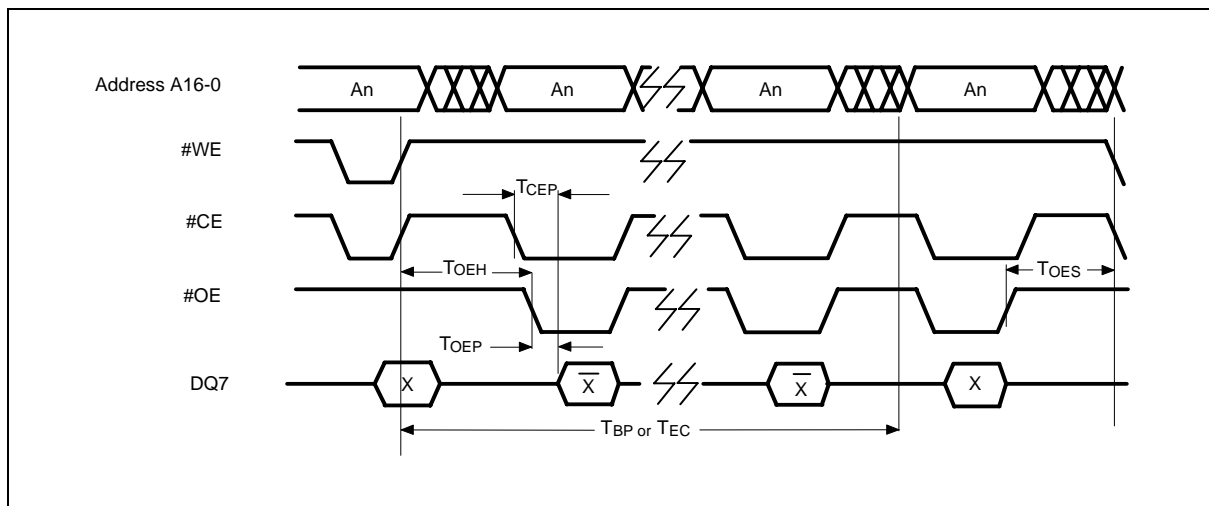 Address A16-0 An An An An
#WE
TCEP
#CE
TOEH TOES
#OE
TOEP
DQ7 X X̅ X̅ X
TBP or TEC